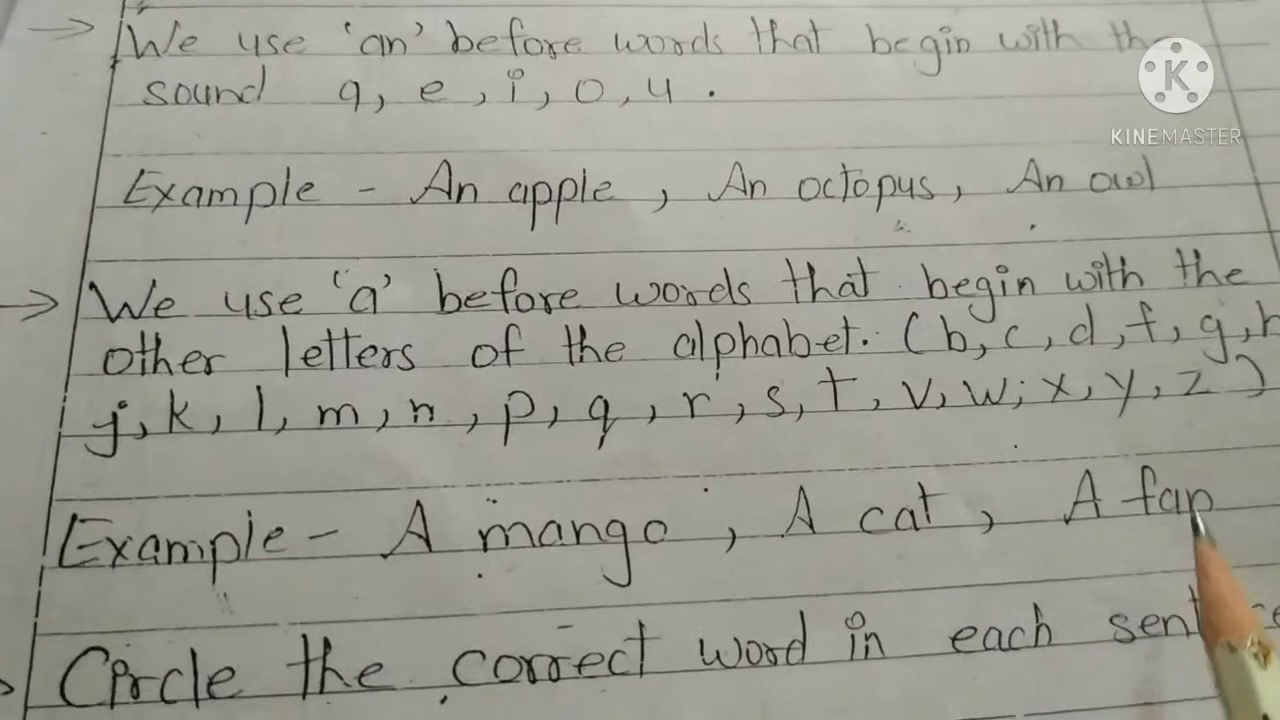 We use 'an' before words that begin with the
sound a, e, i, o, u.
KINEMASTER
Example - An apple, An octopus, An owl
We use 'a' before words that begin with the
other letters of the alphabet. (b, c, d, f, g, h
j, k, l, m, n, p, q, r, s, t, v, w, x, y, z)
Example - A mango, A cat, A fan
Circle the correct word in each